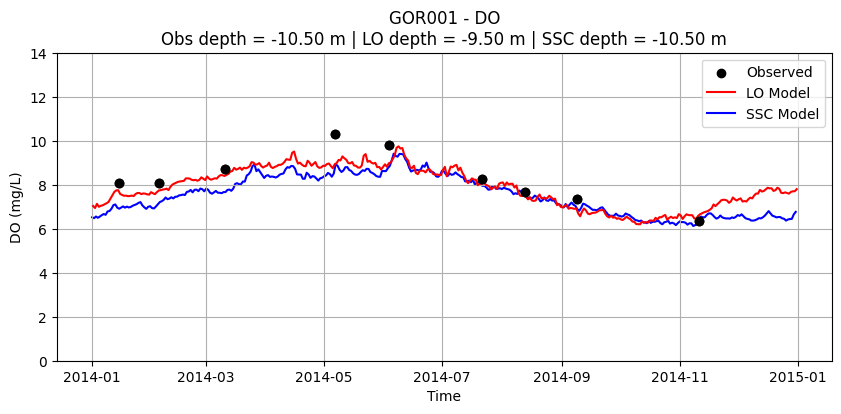 GOR001 - DO
Obs depth = -10.50 m | LO depth = -9.50 m | SSC depth = -10.50 m
14
12
10
8
6
4
2
0
DO (mg/L)
Observed
LO Model
SSC Model
2014-01
2014-03
2014-05
2014-07
2014-09
2014-11
2015-01
Time